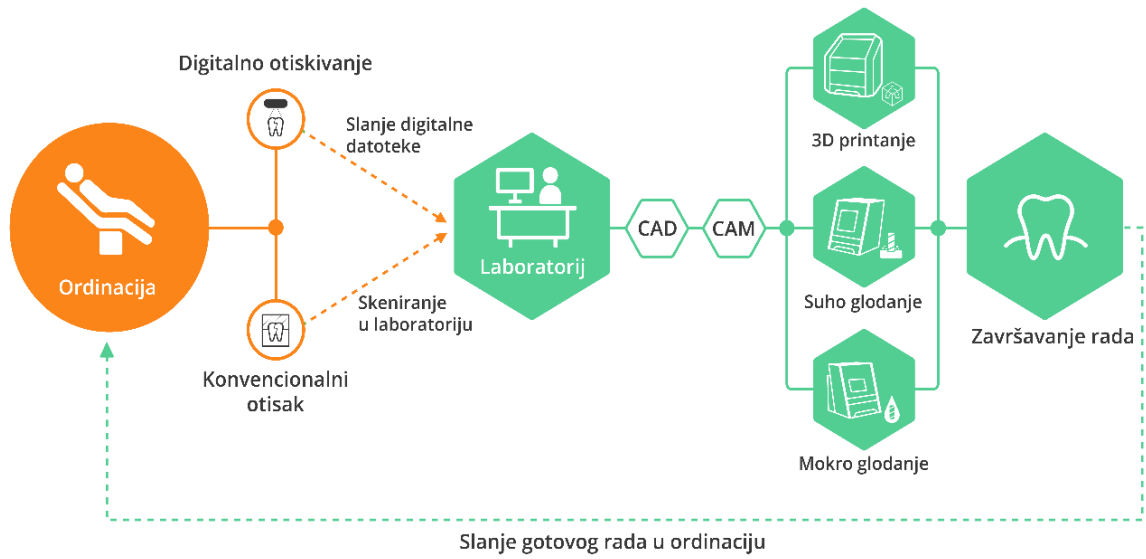 Digitalno otiskivanje
Slanje digitalne
datoteke
Ordinacija
Skeniranje
u laboratoriju
Konvencionalni
otisak
Laboratorij
CAD
CAM
3D printanje
Suho glodanje
Mokro glodanje
Završavanje rada
Slanje gotovog rada u ordinaciju